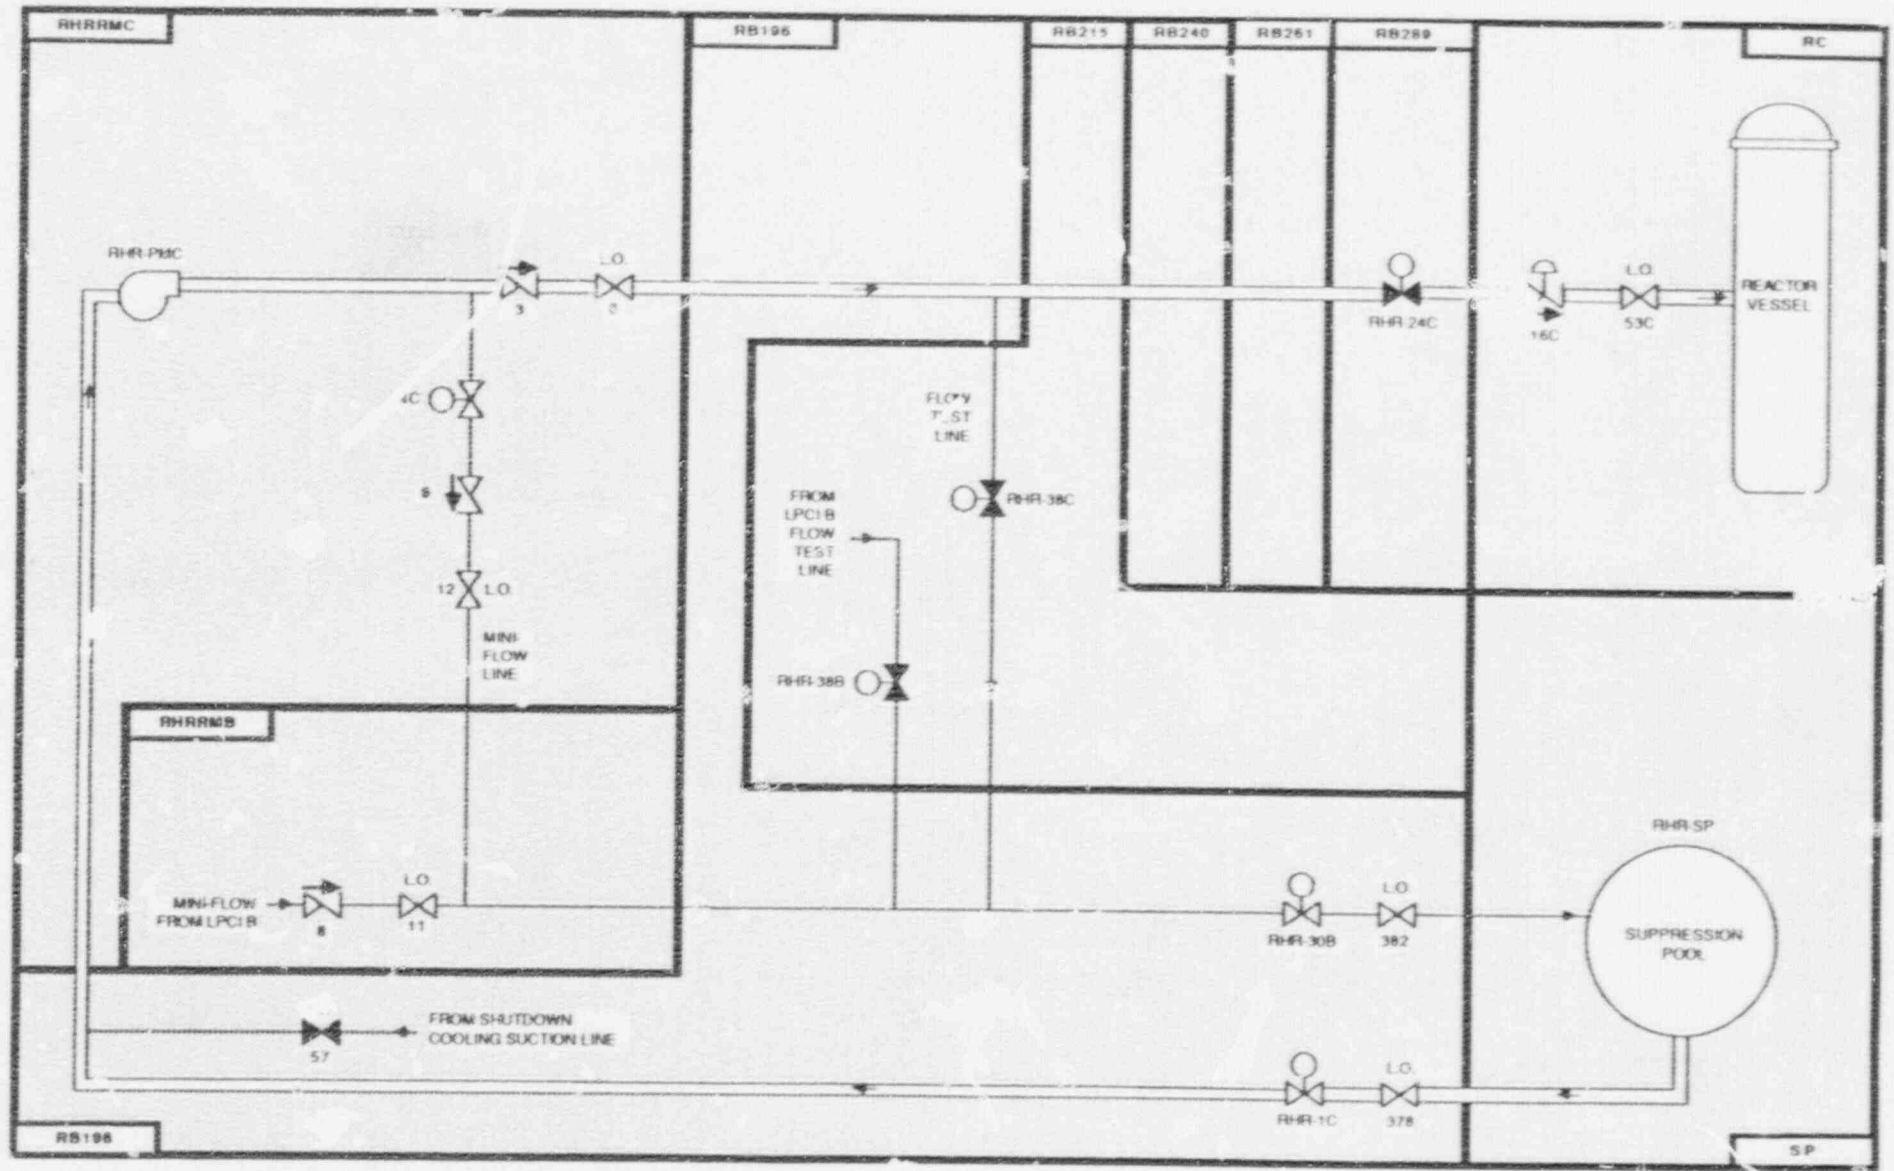 RHRRMC
RB196
RB215
RB240
RB261
RB289
RC
RHR-PMC
L.O.
3
RHR-24C
16C
L.O.
53C
REACTOR
VESSEL
4C
9
12
L.O.
MINI-
FLOW
LINE
FLOW
LINE
RHR-38C
FROM
LPCI B
FLOW
TEST
LINE
RHR-38B
RHRRMB
MINI-FLOW
FROM LPCI B
8
L.O.
11
RHR-30B
L.O.
382
RHR-SP
SUPPRESSION
POOL
57
FROM SHUTDOWN
COOLING SUCTION LINE
RHR-1C
L.O.
378
RB196
SP